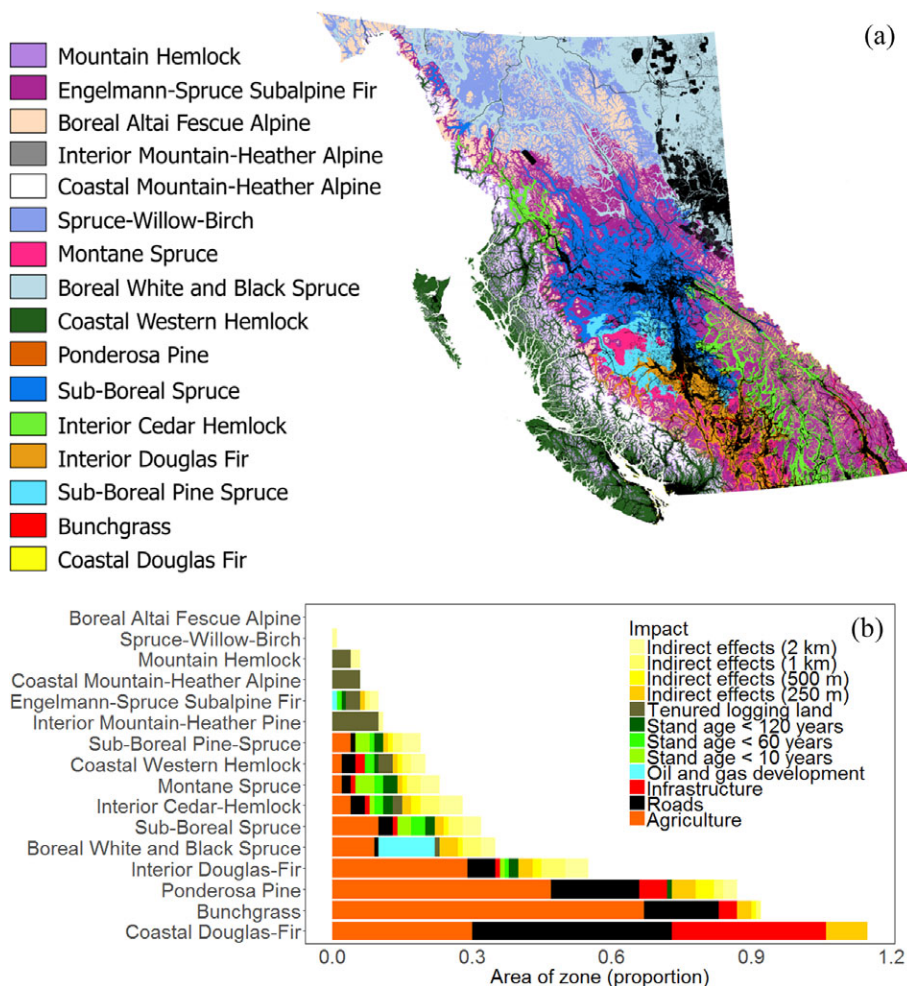 (a)
Mountain Hemlock
Engelmann-Spruce Subalpine Fir
Boreal Altai Fescue Alpine
Interior Mountain-Heather Alpine
Coastal Mountain-Heather Alpine
Spruce-Willow-Birch
Montane Spruce
Boreal White and Black Spruce
Coastal Western Hemlock
Ponderosa Pine
Sub-Boreal Spruce
Interior Cedar Hemlock
Interior Douglas Fir
Sub-Boreal Pine Spruce
Bunchgrass
Coastal Douglas Fir
(b)
Boreal Altai Fescue Alpine
Spruce-Willow-Birch
Mountain Hemlock
Coastal Mountain-Heather Alpine
Engelmann-Spruce Subalpine Fir
Interior Mountain-Heather Pine
Sub-Boreal Pine-Spruce
Coastal Western Hemlock
Montane Spruce
Interior Cedar-Hemlock
Sub-Boreal Spruce
Boreal White and Black Spruce
Interior Douglas-Fir
Ponderosa Pine
Bunchgrass
Coastal Douglas-Fir
Impact
Indirect effects (2 km)
Indirect effects (1 km)
Indirect effects (500 m)
Indirect effects (250 m)
Tenured logging land
Stand age < 120 years
Stand age < 60 years
Stand age < 10 years
Oil and gas development
Infrastructure
Roads
Agriculture
0.0 0.3 0.6 0.9 1.2
Area of zone (proportion)